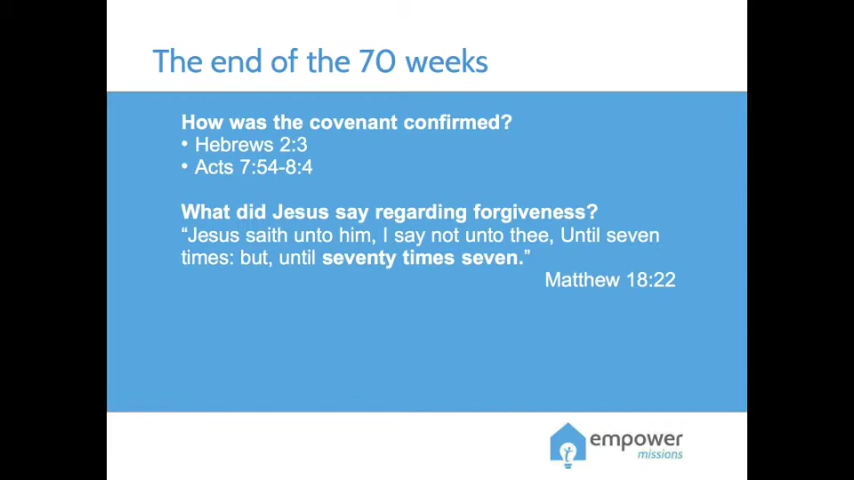 The end of the 70 weeks
How was the covenant confirmed?
• Hebrews 2:3
• Acts 7:54-8:4
What did Jesus say regarding forgiveness?
“Jesus saith unto him, I say not unto thee, Until seven
times: but, until seventy times seven.”
Matthew 18:22
empower
missions